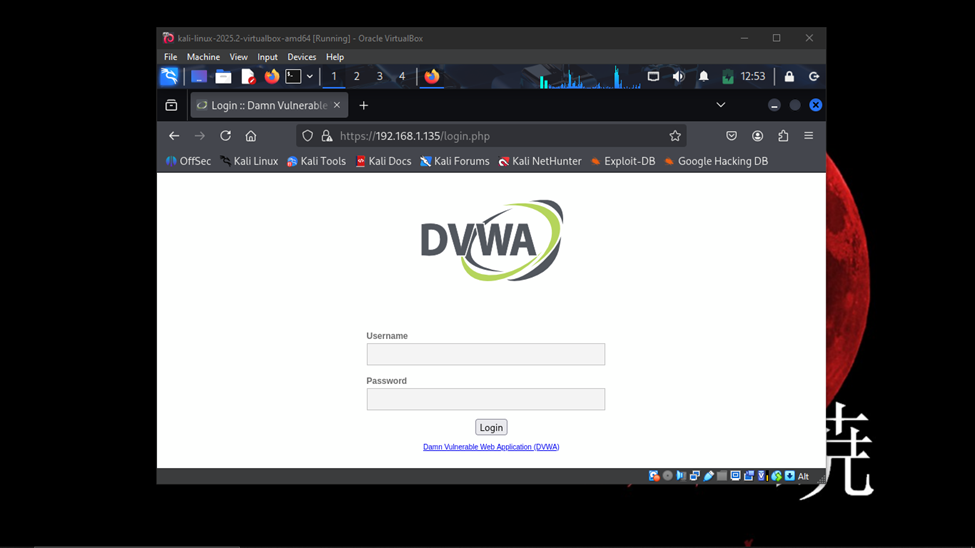 kali-linux-2025.2-virtualbox-amd64 [Running] - Oracle VirtualBox
File Machine View Input Devices Help
1 2 3 4 12:53
Login :: Damn Vulnerable
https://192.168.1.135/login.php
OffSec Kali Linux Kali Tools Kali Docs Kali Forums Kali NetHunter Exploit-DB Google Hacking DB
DVWA
Username
Password
Login
Damn Vulnerable Web Application (DVWA)
Alt
暁